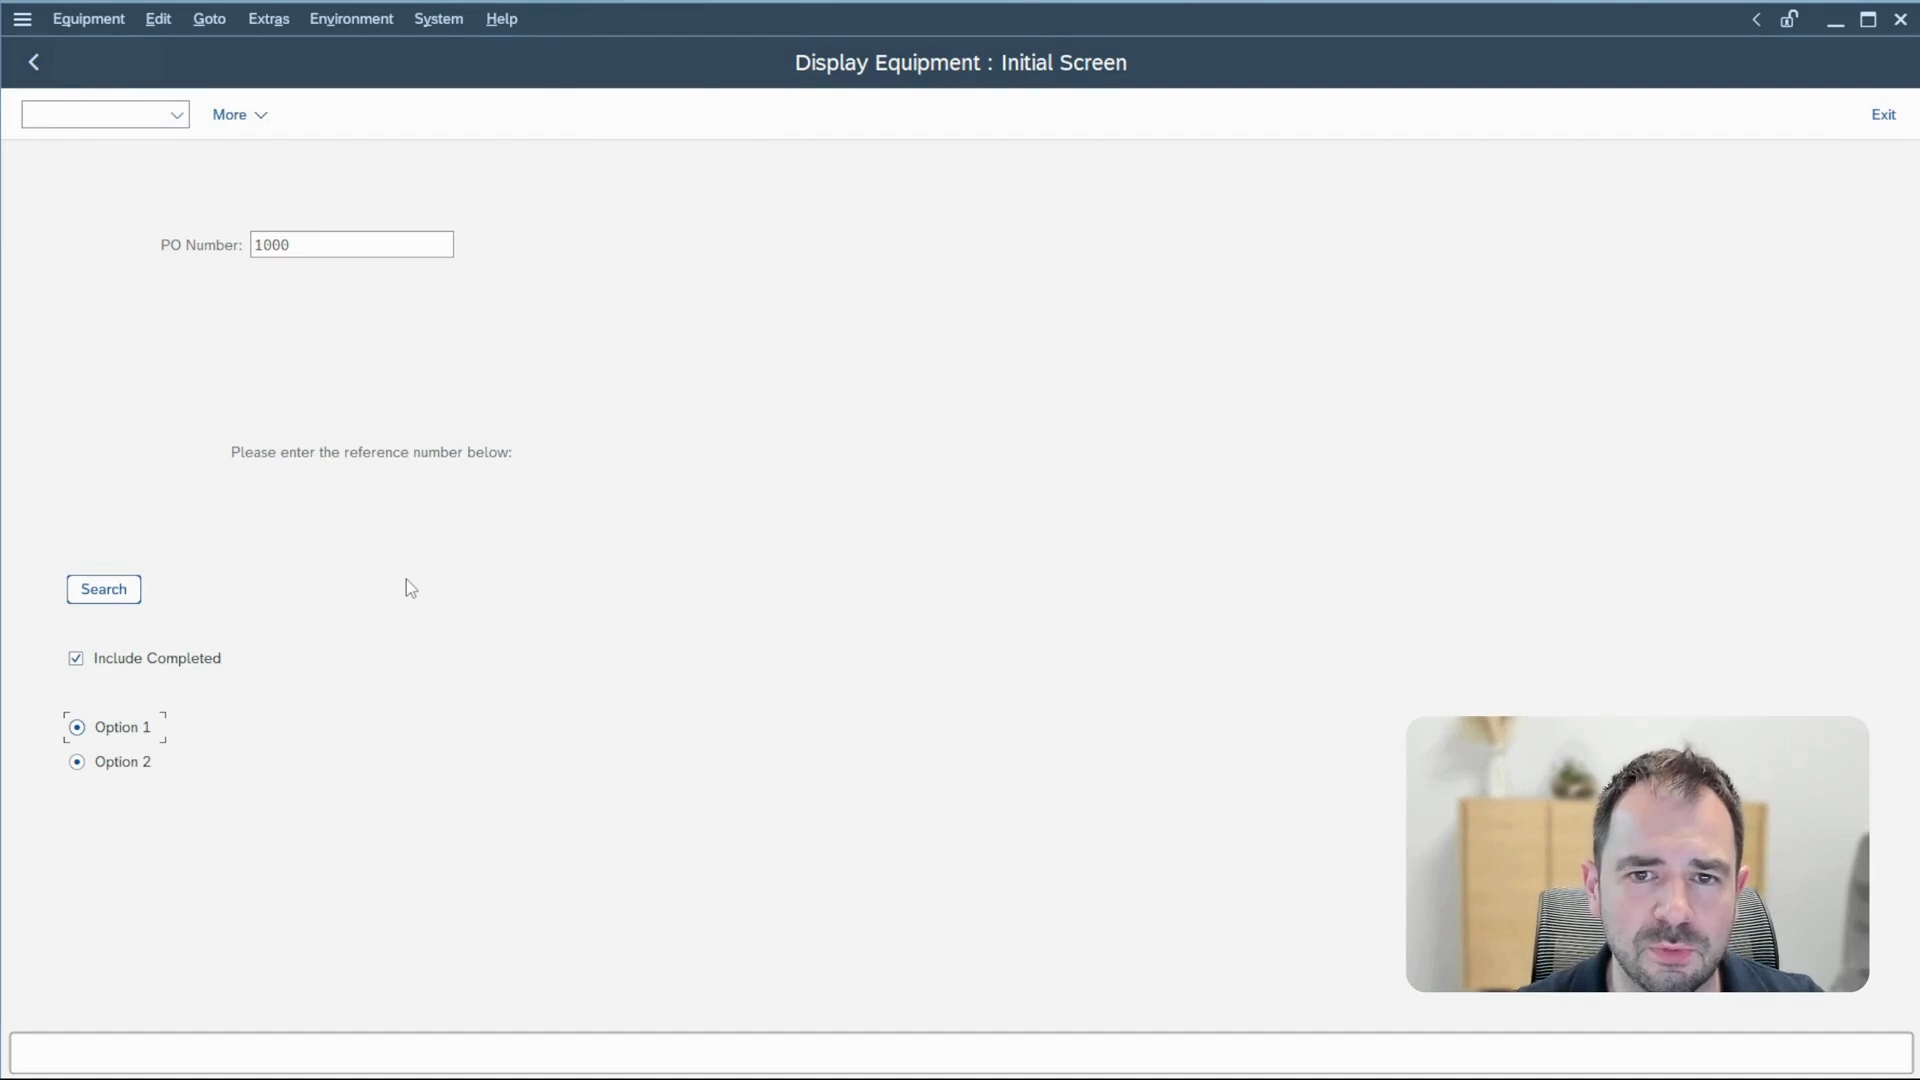 Equipment Edit Goto Extras Environment System Help
Display Equipment : Initial Screen
More Exit
PO Number: 1000
Please enter the reference number below:
Search
Include Completed
Option 1
Option 2